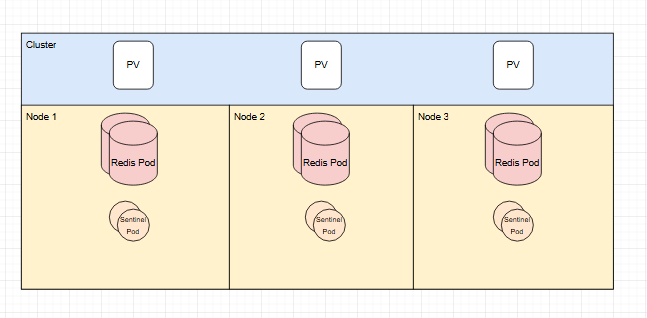 Cluster
PV
PV
PV
Node 1
Node 2
Node 3
Redis Pod
Redis Pod
Redis Pod
Sentinel
Pod
Sentinel
Pod
Sentinel
Pod